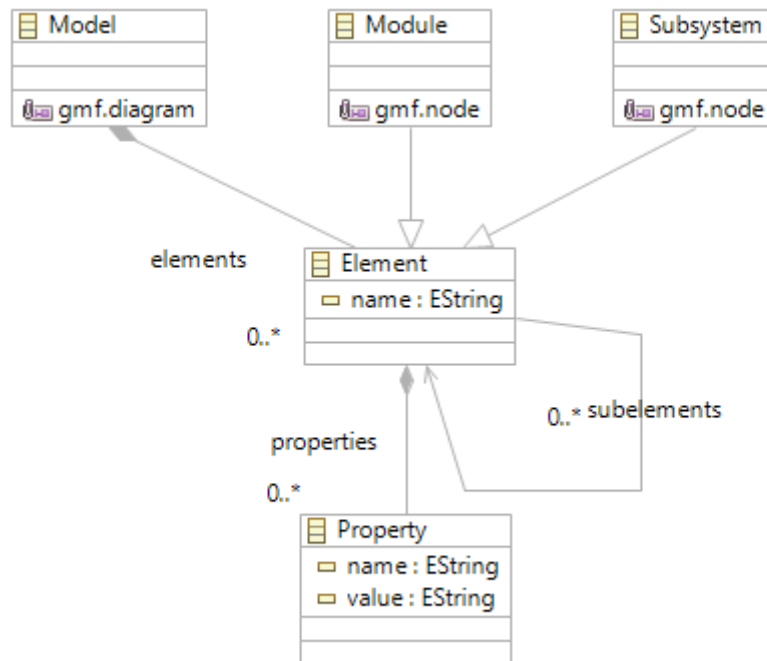 Model
gmf.diagram
Module
gmf.node
Subsystem
gmf.node
elements
0..*
Element
name : EString
0..* subelements
properties
0..*
Property
name : EString
value : EString